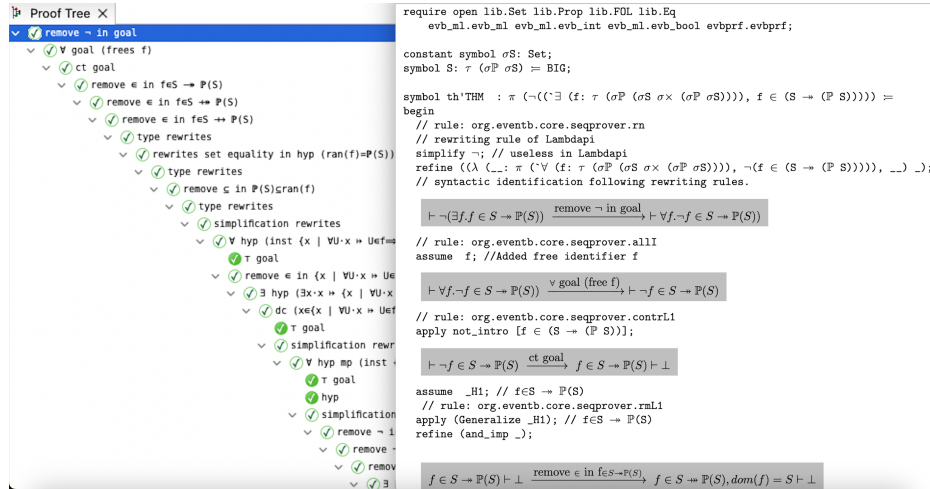 Proof Tree ✕
remove ¬ in goal
∀ goal (frees f)
ct goal
remove ∈ in f∈S ↠ ℙ(S)
remove ∈ in f∈S ⤀ ℙ(S)
remove ∈ in f∈S ⇸ ℙ(S)
type rewrites
rewrites set equality in hyp (ran(f)=ℙ(S))
type rewrites
remove ⊆ in ℙ(S)⊆ran(f)
type rewrites
simplification rewrites
∀ hyp (inst {x ∣ ∀U·x ↦ U∈f⇒
⊤ goal
remove ∈ in {x ∣ ∀U·x ↦ U∈
∃ hyp (∃x·x ↦ {x ∣ ∀U·x
dc (x∈{x ∣ ∀U·x ↦ U∈f
⊤ goal
simplification rewr
∀ hyp mp (inst
⊤ goal
hyp
simplification
remove ¬ i
remove
remov
∃
require open lib.Set lib.Prop lib.FOL lib.Eq
evb_ml.evb_ml evb_ml.evb_int evb_ml.evb_bool evbprf.evbprf;
constant symbol σS: Set;
symbol S: τ (σℙ σS) ≔ BIG;
symbol th'THM : π (¬((`∃ (f: τ (σℙ (σS σ× (σℙ σS)))), f ∈ (S ↠ (ℙ S))))) ≔
begin
// rule: org.eventb.core.seqprover.rn
// rewriting rule of Lambdapi
simplify ¬; // useless in Lambdapi
refine ((λ (__: π (`∀ (f: τ (σℙ (σS σ× (σℙ σS)))), ¬(f ∈ (S ↠ (ℙ S))))), __) _);
// syntactic identification following rewriting rules.
⊢ ¬(∃f.f ∈ S ↠ ℙ(S)) remove ¬ in goal → ⊢ ∀f.¬f ∈ S ↠ ℙ(S))
// rule: org.eventb.core.seqprover.allI
assume f; //Added free identifier f
⊢ ∀f.¬f ∈ S ↠ ℙ(S)) ∀ goal (free f) → ⊢ ¬f ∈ S ↠ ℙ(S)
// rule: org.eventb.core.seqprover.contrL1
apply not_intro [f ∈ (S ↠ (ℙ S))];
⊢ ¬f ∈ S ↠ ℙ(S) ct goal → f ∈ S ↠ ℙ(S) ⊢ ⊥
assume _H1; // f∈S ↠ ℙ(S)
// rule: org.eventb.core.seqprover.rmL1
apply (Generalize _H1); // f∈S ↠ ℙ(S)
refine (and_imp _);
f ∈ S ↠ ℙ(S) ⊢ ⊥ remove ∈ in f∈S↠ℙ(S) → f ∈ S ⤀ ℙ(S), dom(f) = S ⊢ ⊥